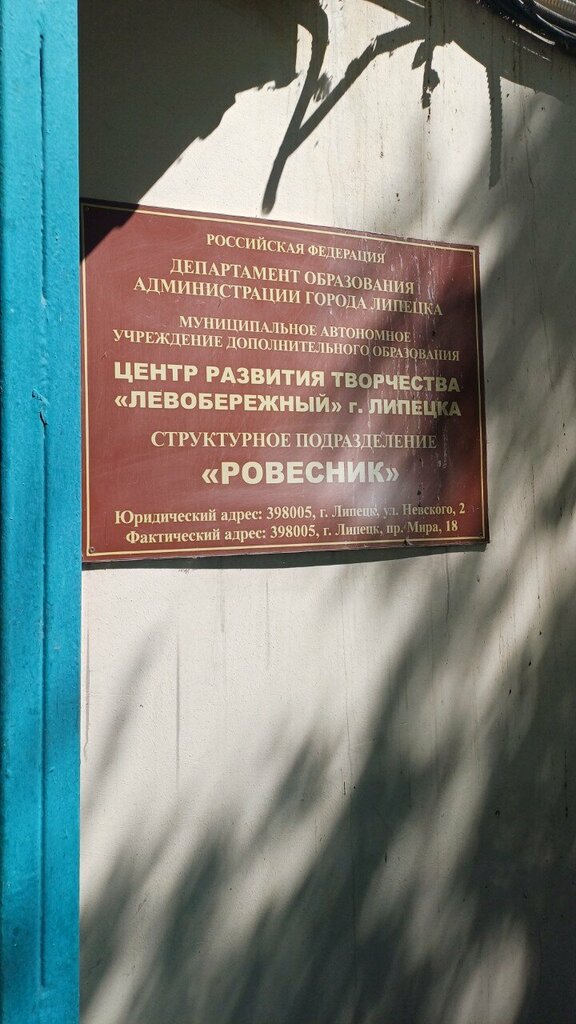 РОССИЙСКАЯ ФЕДЕРАЦИЯ
ДЕПАРТАМЕНТ ОБРАЗОВАНИЯ
АДМИНИСТРАЦИИ ГОРОДА ЛИПЕЦКА
МУНИЦИПАЛЬНОЕ АВТОНОМНОЕ
УЧРЕЖДЕНИЕ ДОПОЛНИТЕЛЬНОГО ОБРАЗОВАНИЯ
ЦЕНТР РАЗВИТИЯ ТВОРЧЕСТВА
«ЛЕВОБЕРЕЖНЫЙ» г. ЛИПЕЦКА
СТРУКТУРНОЕ ПОДРАЗДЕЛЕНИЕ
«РОВЕСНИК»
Юридический адрес: 398005, г. Липецк, ул. Невского, 2
Фактический адрес: 398005, г. Липецк, пр. Мира, 18